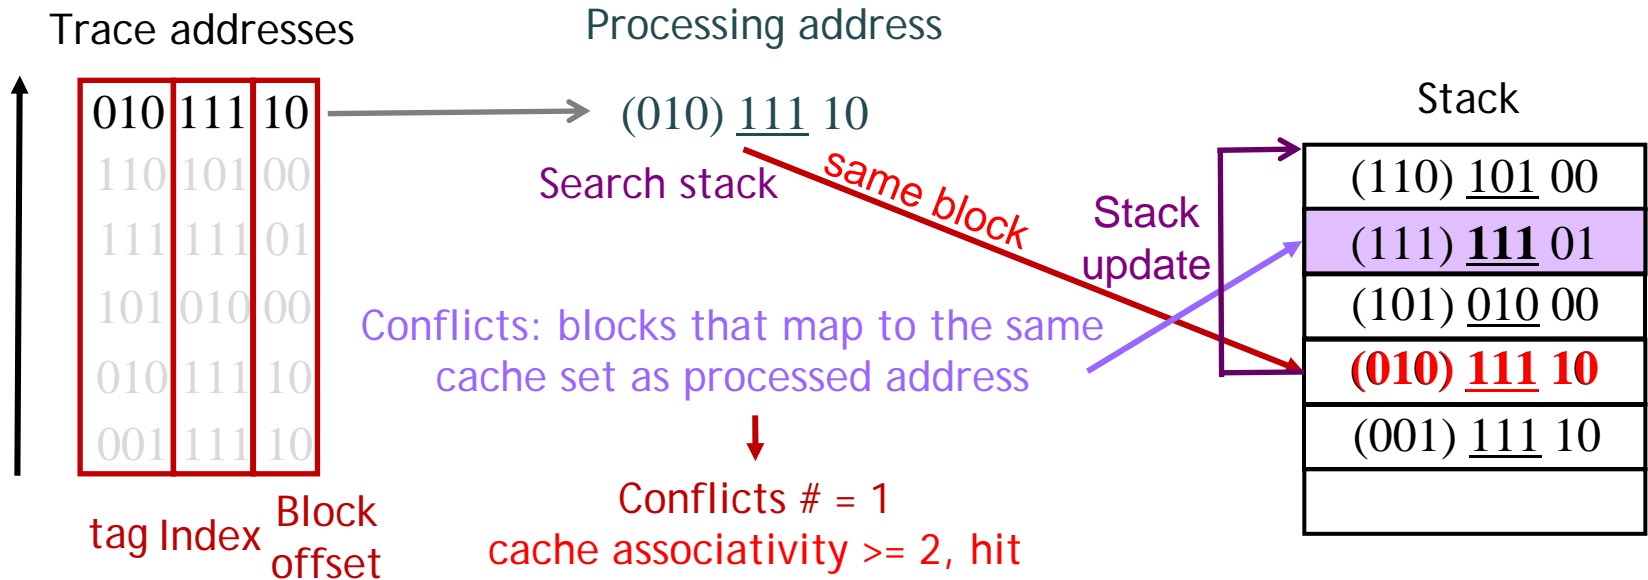 Trace addresses
010 111 10
110 101 00
111 111 01
101 010 00
010 111 10
001 111 10
tag Index Block offset
Processing address
(010) 111 10
Search stack
same block
Conflicts: blocks that map to the same
cache set as processed address
Conflicts # = 1
cache associativity >= 2, hit
Stack
update
Stack
(110) 101 00
(111) 111 01
(101) 010 00
(010) 111 10
(001) 111 10